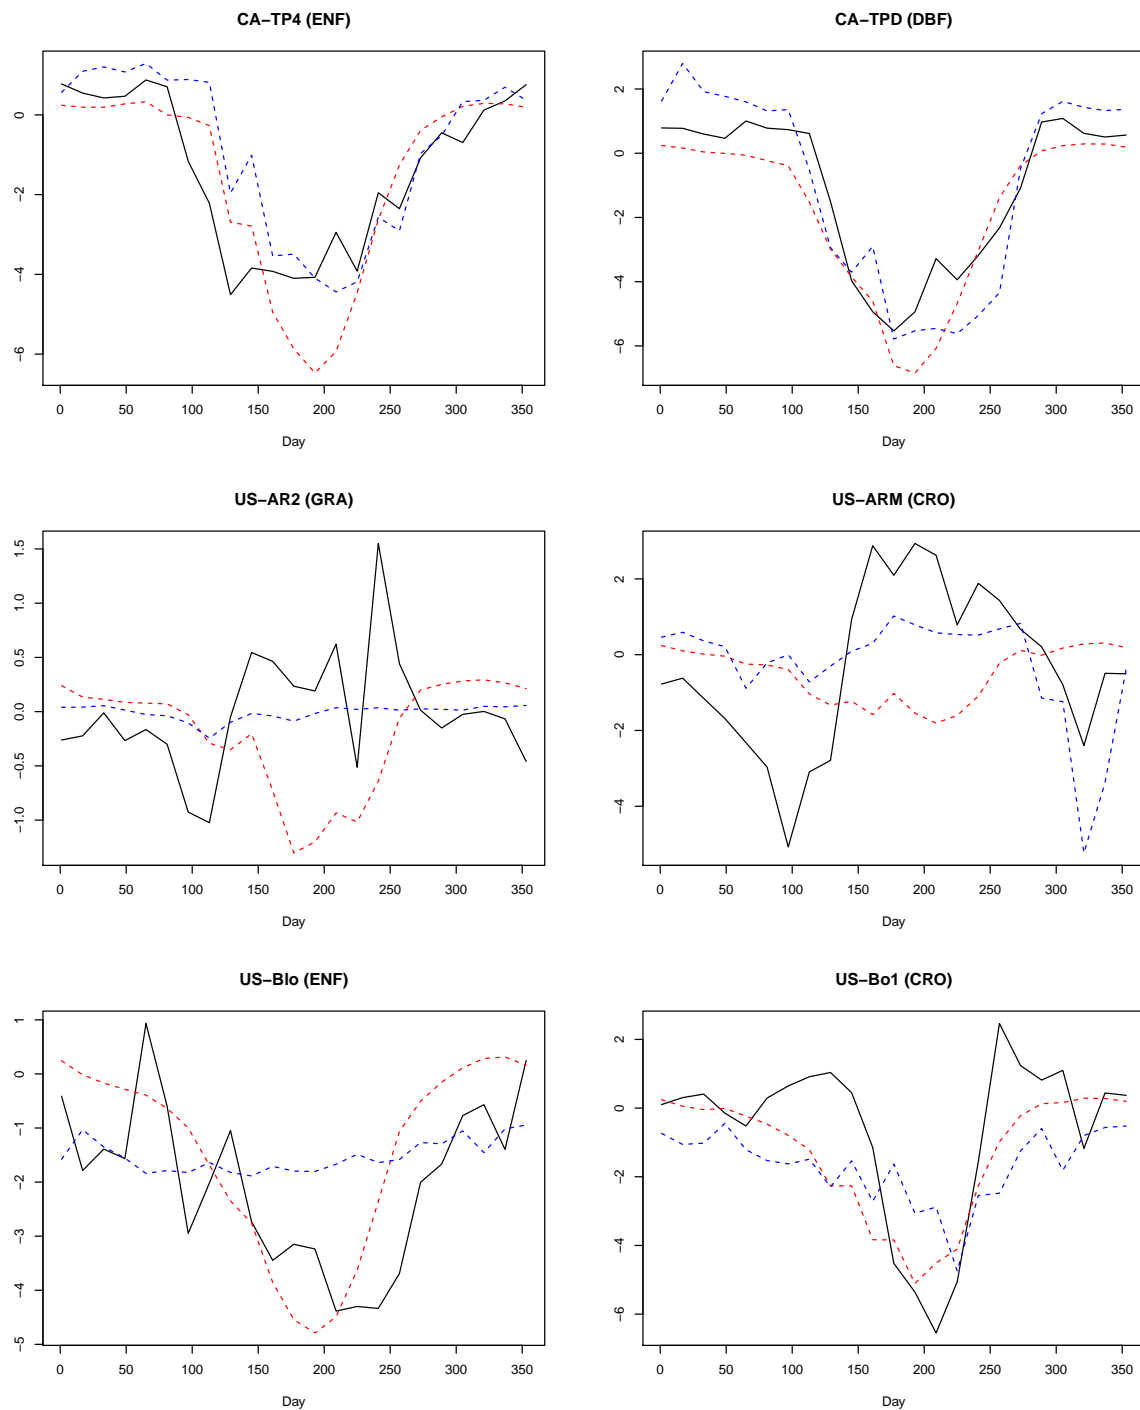 CA−TP4 (ENF)
0
−2
−4
−6
0 50 100 150 200 250 300 350
Day
CA−TPD (DBF)
2
0
−2
−4
−6
0 50 100 150 200 250 300 350
Day
US−AR2 (GRA)
1.5
1.0
0.5
0.0
−0.5
−1.0
0 50 100 150 200 250 300 350
Day
US−ARM (CRO)
2
0
−2
−4
0 50 100 150 200 250 300 350
Day
US−Blo (ENF)
1
0
−1
−2
−3
−4
−5
0 50 100 150 200 250 300 350
Day
US−Bo1 (CRO)
2
0
−2
−4
−6
0 50 100 150 200 250 300 350
Day